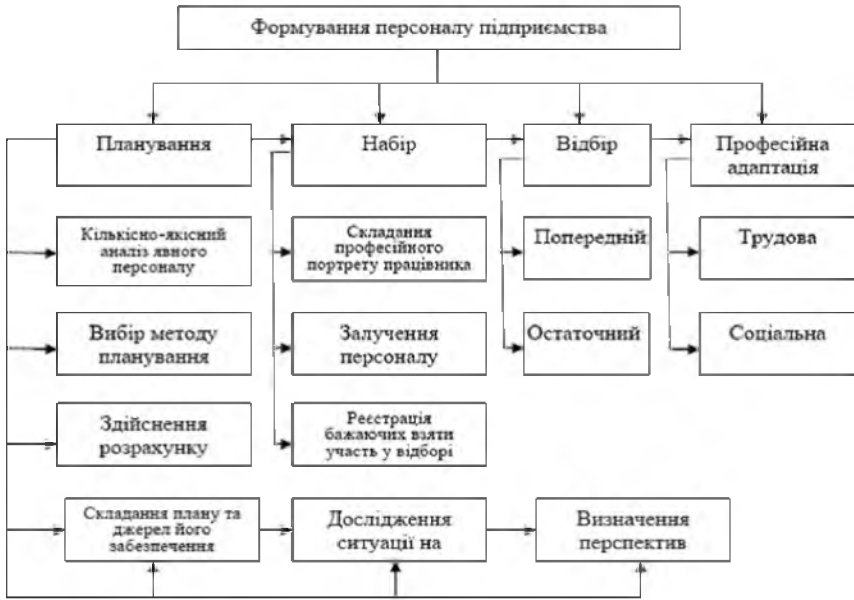 Формування персоналу підприємства
Планування
Набір
Відбір
Професійна
адаптація
Кількісно-якісний
аналіз явного
персоналу
Складання
професійного
портрету працівника
Попередній
Трудова
Вибір методу
планування
Залучення
персоналу
Остаточний
Соціальна
Здійснення
розрахунку
Реєстрація
бажаючих взяти
участь у відборі
Складання плану та
джерел його
забезпечення
Дослідження
ситуації на
Визначення
перспектив